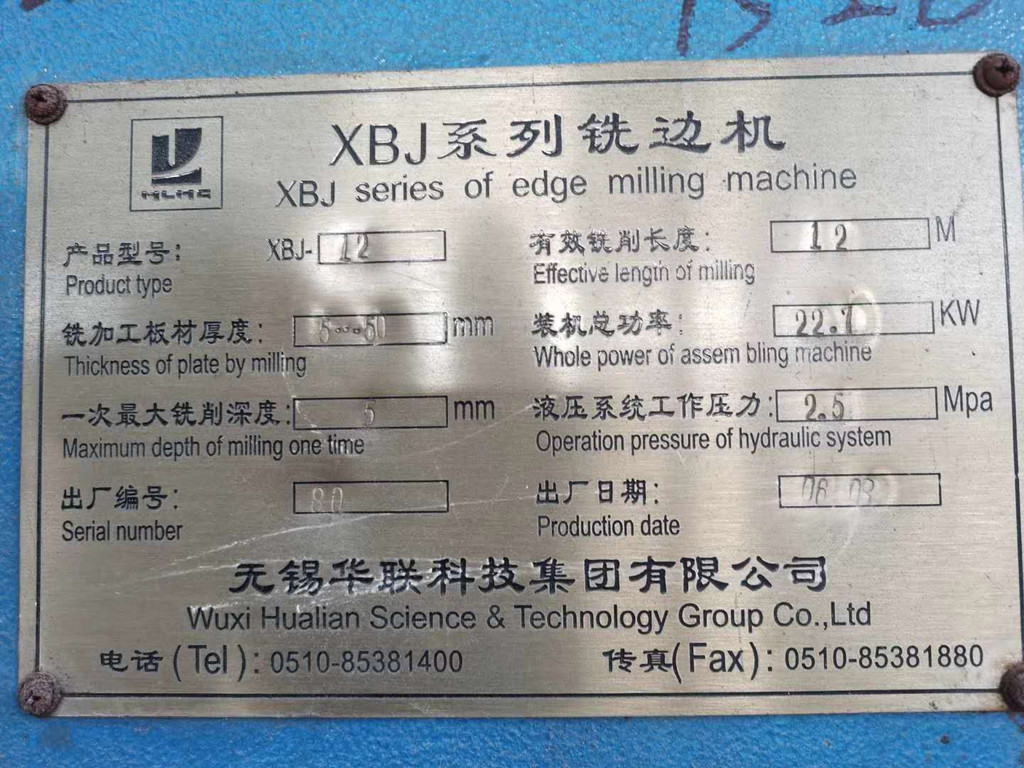 HLHC
XBJ系列铣边机
XBJ series of edge milling machine
产品型号: XBJ-12
Product type
有效铣削长度: 12 M
Effective length of milling
铣加工板材厚度: 5---50 mm
Thickness of plate by milling
装机总功率: 22.7 KW
Whole power of assem bling machine
一次最大铣削深度: 5 mm
Maximum depth of milling one time
液压系统工作压力: 2.5 Mpa
Operation pressure of hydraulic system
出厂编号: 80
Serial number
出厂日期: 06.03
Production date
无锡华联科技集团有限公司
Wuxi Hualian Science & Technology Group Co.,Ltd
电话(Tel): 0510-85381400
传真(Fax): 0510-85381880